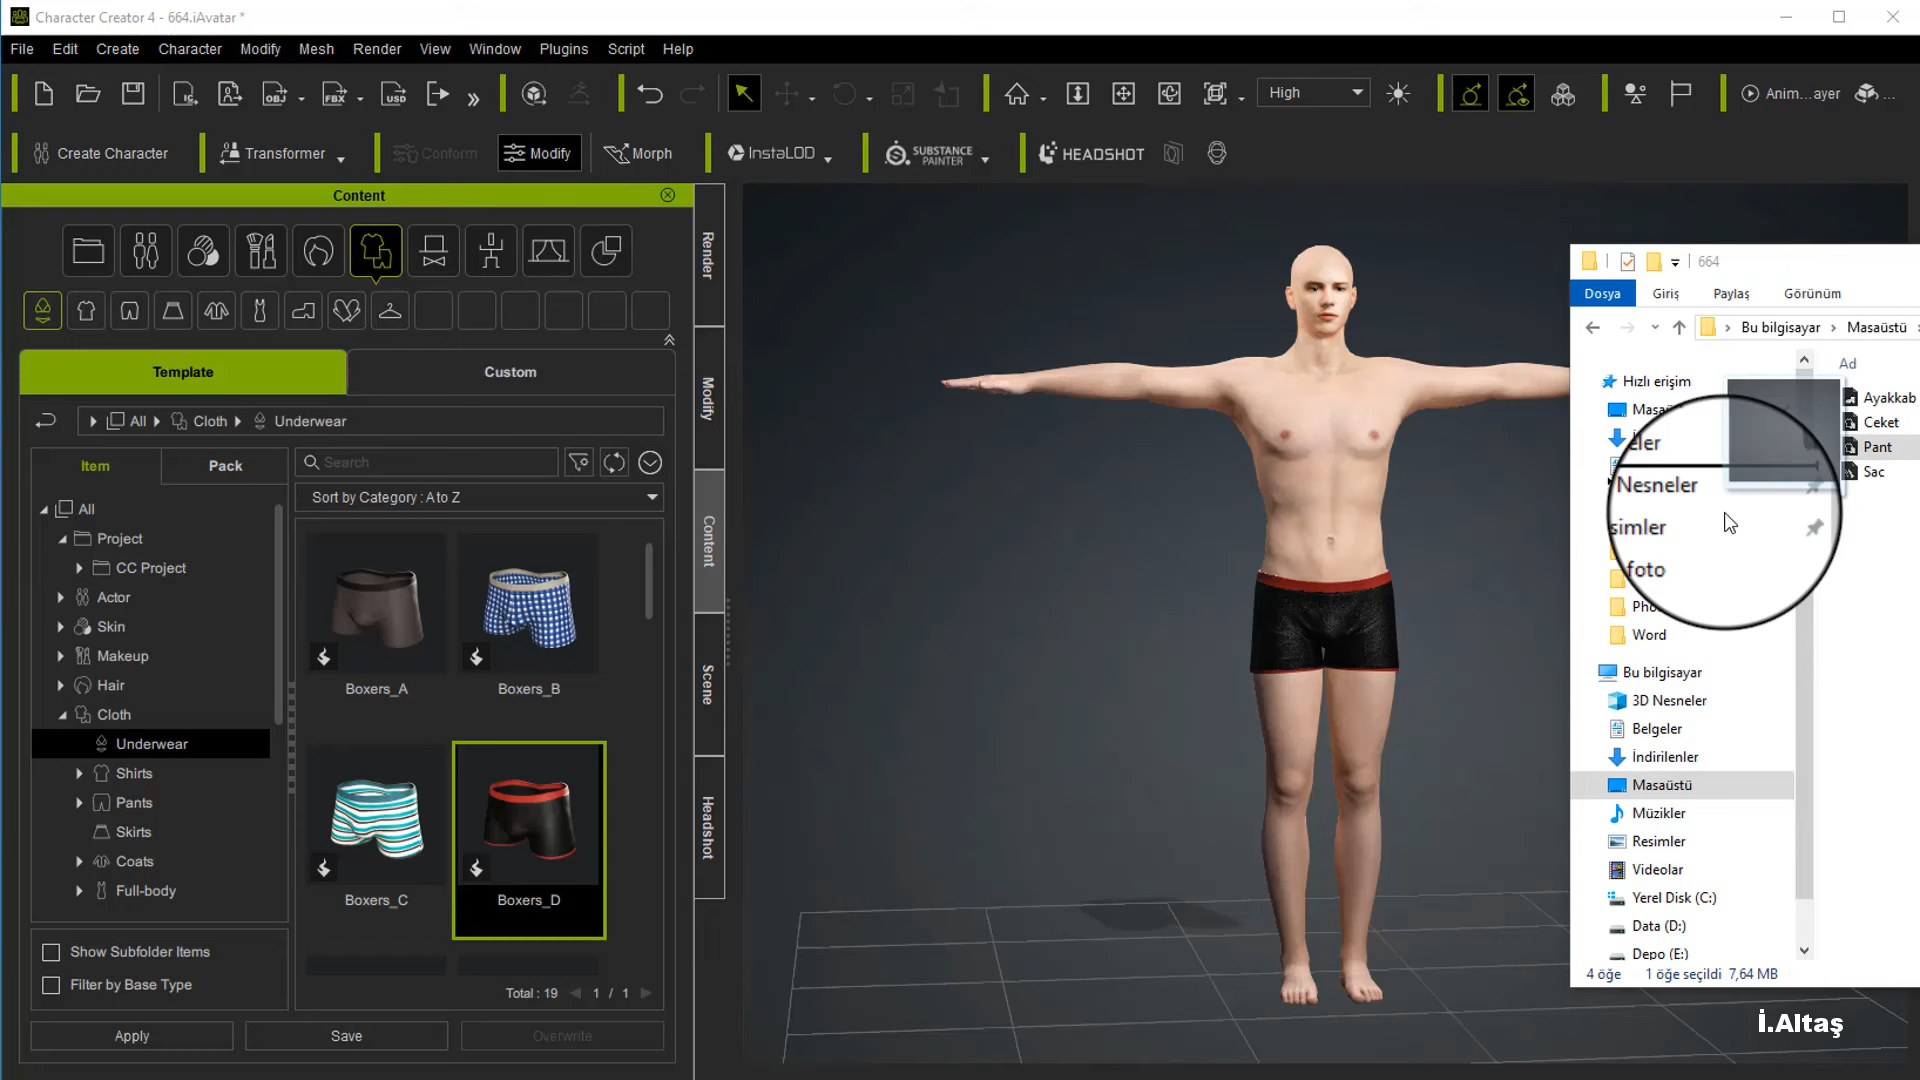 Character Creator 4 - 664.iAvatar *
File Edit Create Character Modify Mesh Render View Window Plugins Script Help
High
Anim...ayer
...
Create Character
Transformer
Conform
Modify
Morph
InstaLOD
SUBSTANCE PAINTER
HEADSHOT
Content
Template
Custom
All
Cloth
Underwear
Item
Pack
Search
Sort by Category : A to Z
All
Project
CC Project
Actor
Skin
Makeup
Hair
Cloth
Underwear
Shirts
Pants
Skirts
Coats
Full-body
Boxers_A
Boxers_B
Boxers_C
Boxers_D
Show Subfolder Items
Filter by Base Type
Total : 19
1 / 1
Apply
Save
Overwrite
Render
Modify
Content
Scene
Headshot
664
Dosya
Giriş
Paylaş
Görünüm
Bu bilgisayar
Masaüstü
Ad
Hızlı erişim
Ayakkab
Ceket
Pant
Sac
eler
Nesneler
simler
foto
Word
Bu bilgisayar
3D Nesneler
Belgeler
İndirilenler
Masaüstü
Müzikler
Resimler
Videolar
Yerel Disk (C:)
Data (D:)
Depo (E:)
4 öğe
1 öğe seçildi 7,64 MB
İ.Altaş